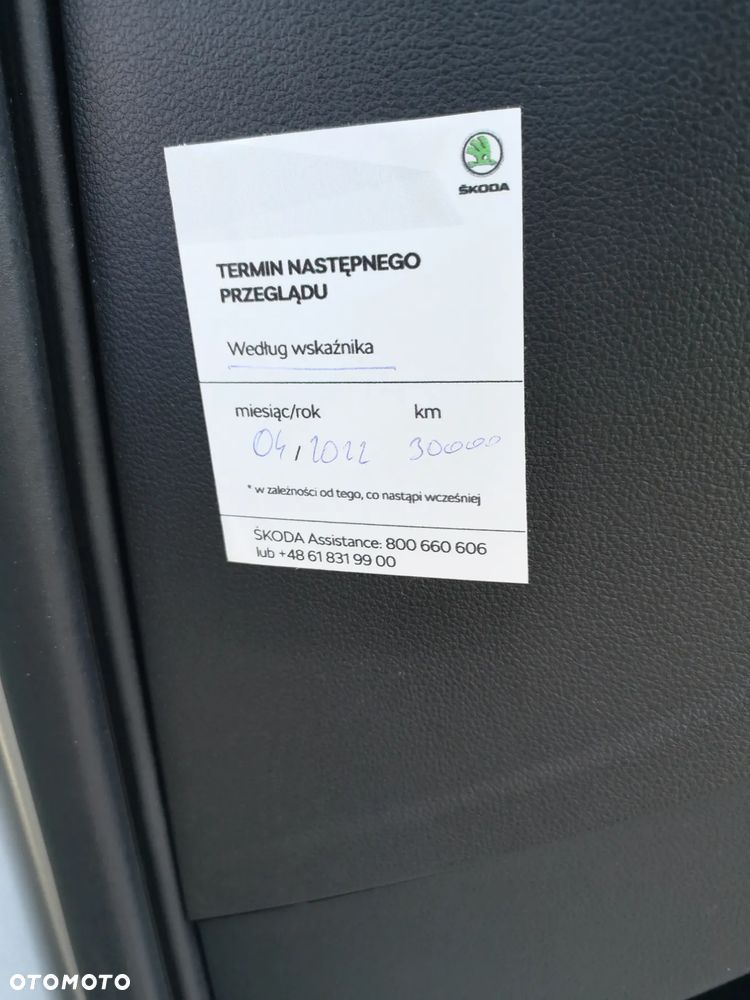 ŠKODA
TERMIN NASTĘPNEGO
PRZEGLĄDU
Według wskaźnika
miesiąc/rok km
04, 2022 30000
* w zależności od tego, co nastąpi wcześniej
ŠKODA Assistance: 800 660 606
lub +48 61 831 99 00
OTOMOTO